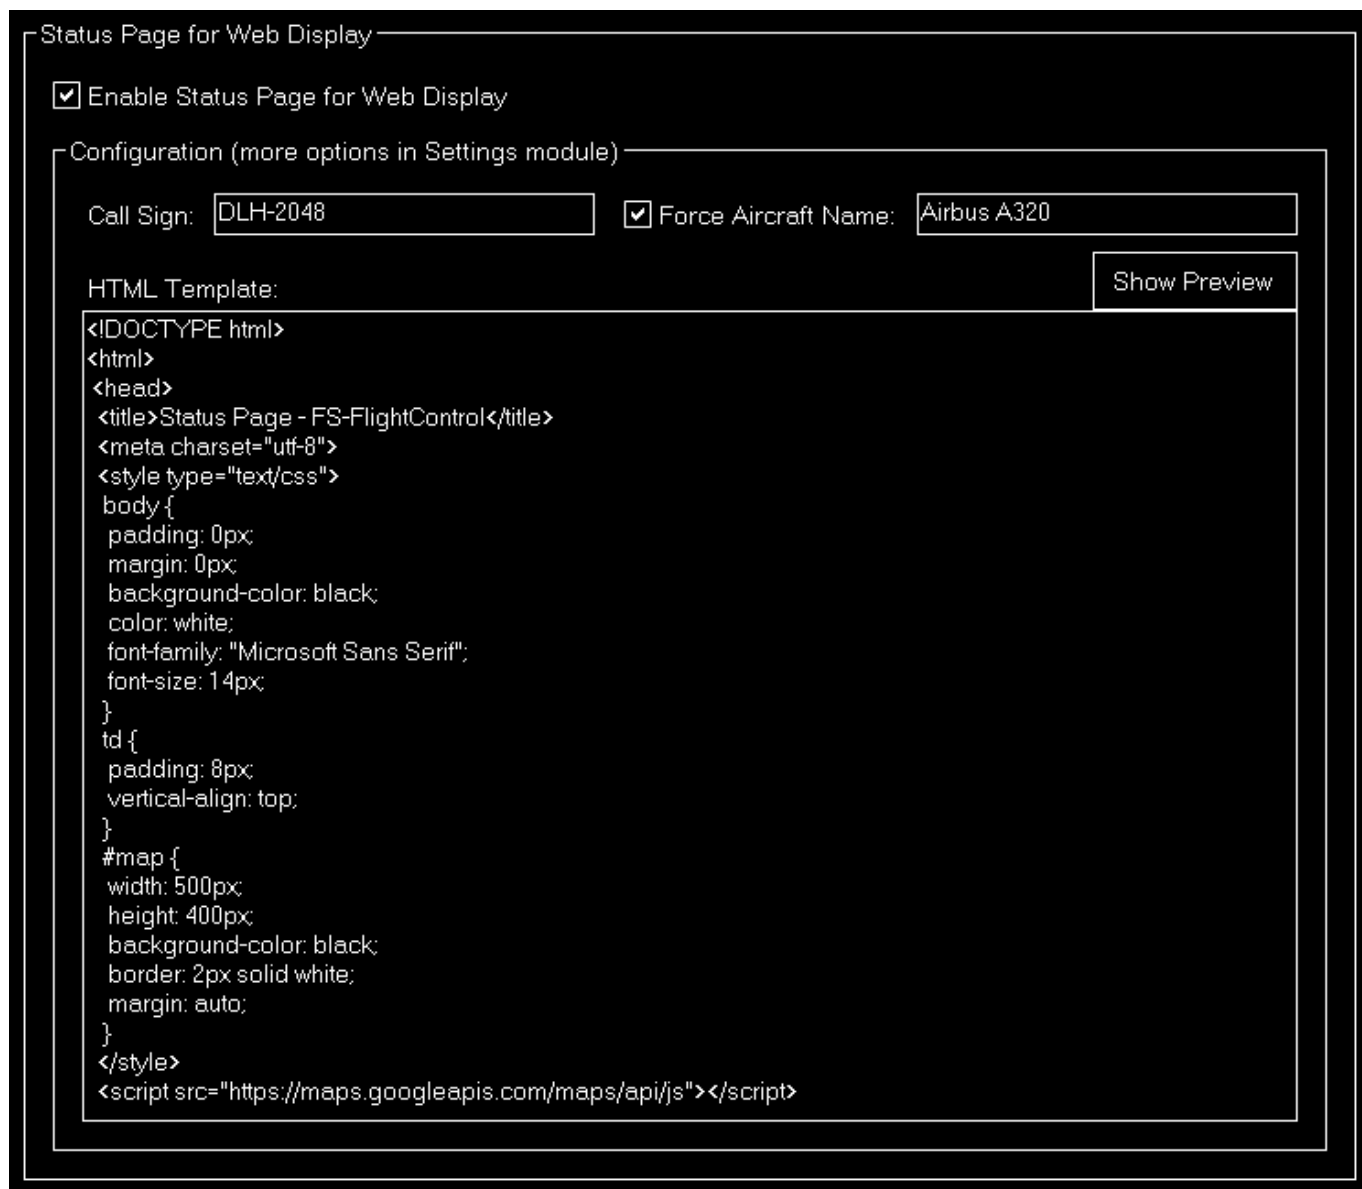 Status Page for Web Display
Enable Status Page for Web Display
Configuration (more options in Settings module)
Call Sign: DLH-2048 Force Aircraft Name: Airbus A320
HTML Template: Show Preview
<!DOCTYPE html>
<html>
<head>
<title>Status Page - FS-FlightControl</title>
<meta charset="utf-8">
<style type="text/css">
body {
padding: 0px;
margin: 0px;
background-color: black;
color: white;
font-family: "Microsoft Sans Serif";
font-size: 14px;
}
td {
padding: 8px;
vertical-align: top;
}
#map {
width: 500px;
height: 400px;
background-color: black;
border: 2px solid white;
margin: auto;
}
</style>
<script src="https://maps.googleapis.com/maps/api/js"></script>